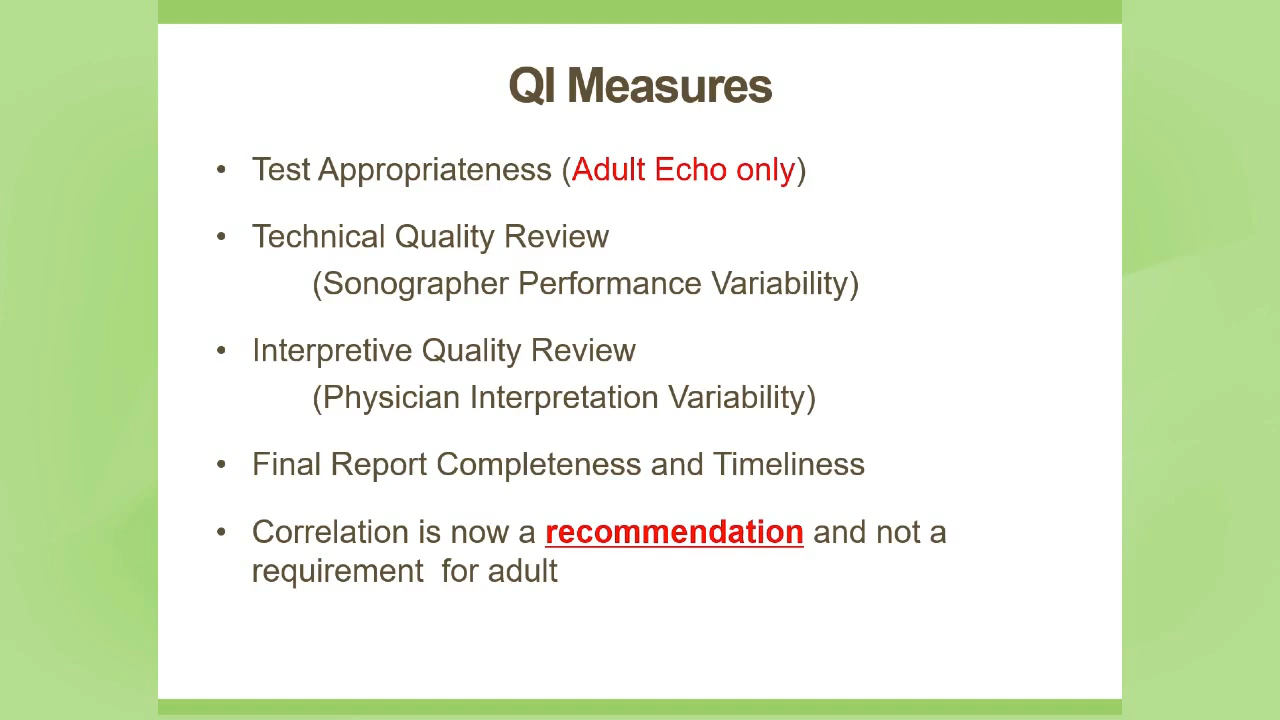 QI Measures
• Test Appropriateness (Adult Echo only)
• Technical Quality Review
(Sonographer Performance Variability)
• Interpretive Quality Review
(Physician Interpretation Variability)
• Final Report Completeness and Timeliness
• Correlation is now a recommendation and not a
requirement  for adult